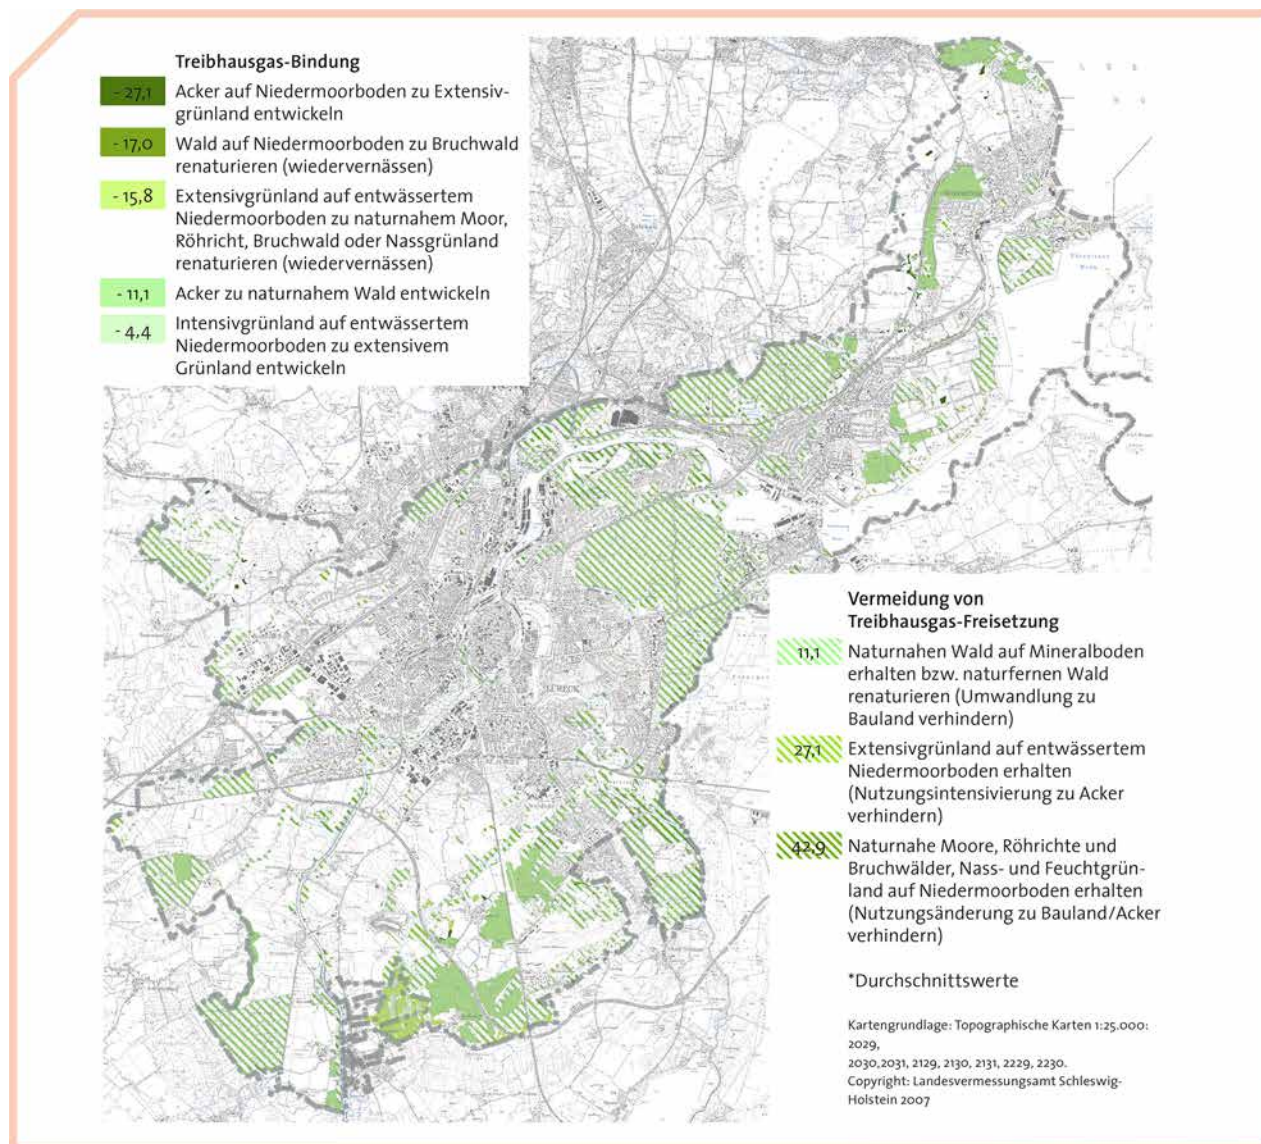 Treibhausgas-Bindung
- 27,1 Acker auf Niedermoorboden zu Extensiv-
grünland entwickeln
- 17,0 Wald auf Niedermoorboden zu Bruchwald
renaturieren (wiedervernässen)
- 15,8 Extensivgrünland auf entwässertem
Niedermoorboden zu naturnahem Moor,
Röhricht, Bruchwald oder Nassgrünland
renaturieren (wiedervernässen)
- 11,1 Acker zu naturnahem Wald entwickeln
- 4,4 Intensivgrünland auf entwässertem
Niedermoorboden zu extensivem
Grünland entwickeln
LÜBECK
Vermeidung von
Treibhausgas-Freisetzung
11,1 Naturnahen Wald auf Mineralboden
erhalten bzw. naturfernen Wald
renaturieren (Umwandlung zu
Bauland verhindern)
27,1 Extensivgrünland auf entwässertem
Niedermoorboden erhalten
(Nutzungsintensivierung zu Acker
verhindern)
42,9 Naturnahe Moore, Röhrichte und
Bruchwälder, Nass- und Feuchtgrün-
land auf Niedermoorboden erhalten
(Nutzungsänderung zu Bauland/Acker
verhindern)
*Durchschnittswerte
Kartengrundlage: Topographische Karten 1:25.000:
2029,
2030,2031, 2129, 2130, 2131, 2229, 2230.
Copyright: Landesvermessungsamt Schleswig-
Holstein 2007